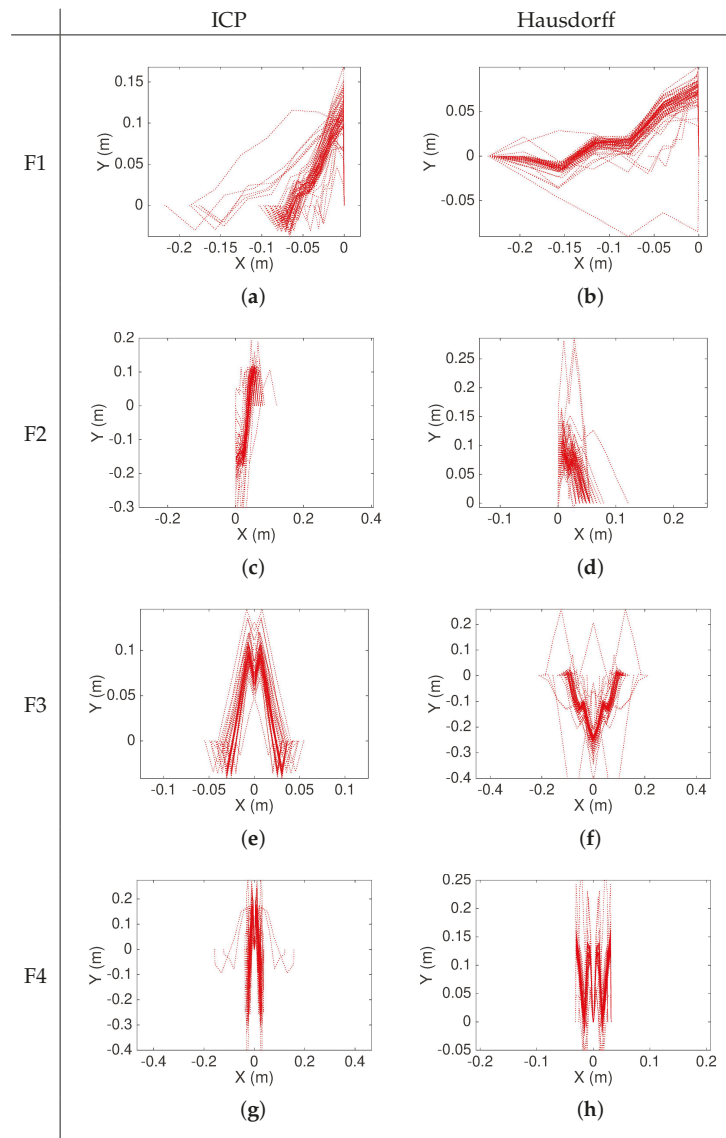 ICP Hausdorff
F1
0.15
0.1
0.05
0
Y (m)
-0.2 -0.15 -0.1 -0.05 0
X (m)
(a)
0.05
0
-0.05
Y (m)
-0.2 -0.15 -0.1 -0.05 0
X (m)
(b)
F2
0.2
0.1
0
-0.1
-0.2
-0.3
Y (m)
-0.2 0 0.2 0.4
X (m)
(c)
0.25
0.2
0.15
0.1
0.05
0
Y (m)
-0.1 0 0.1 0.2
X (m)
(d)
F3
0.1
0.05
0
Y (m)
-0.1 -0.05 0 0.05 0.1
X (m)
(e)
0.2
0.1
0
-0.1
-0.2
-0.3
-0.4
Y (m)
-0.4 -0.2 0 0.2 0.4
X (m)
(f)
F4
0.2
0.1
0
-0.1
-0.2
-0.3
-0.4
Y (m)
-0.4 -0.2 0 0.2 0.4
X (m)
(g)
0.25
0.2
0.15
0.1
0.05
0
-0.05
Y (m)
-0.2 -0.1 0 0.1 0.2
X (m)
(h)